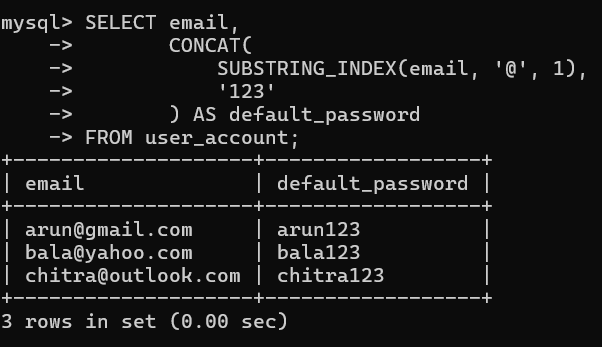 mysql> SELECT email,
    ->        CONCAT(
    ->            SUBSTRING_INDEX(email, '@', 1),
    ->            '123'
    ->        ) AS default_password
    -> FROM user_account;
+--------------------+------------------+
| email              | default_password |
+--------------------+------------------+
| arun@gmail.com     | arun123          |
| bala@yahoo.com     | bala123          |
| chitra@outlook.com | chitra123        |
+--------------------+------------------+
3 rows in set (0.00 sec)